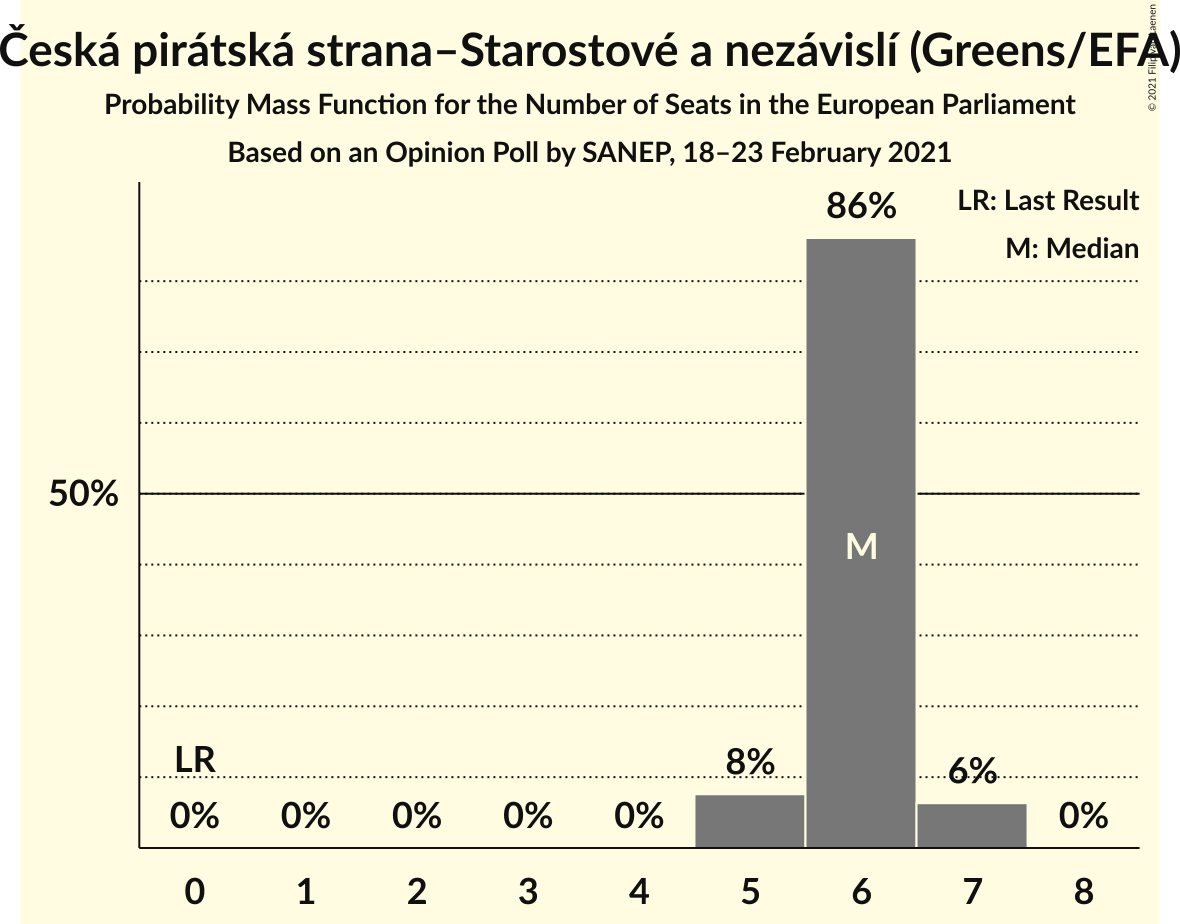 Česká pirátská strana–Starostové a nezávislí (Greens/EFA)
Probability Mass Function for the Number of Seats in the European Parliament
Based on an Opinion Poll by SANEP, 18–23 February 2021
© 2021 Filip
LR: Last Result
M: Median
86%
50%
M
LR
8%
6%
0% 0% 0% 0% 0% 0%
0 1 2 3 4 5 6 7 8